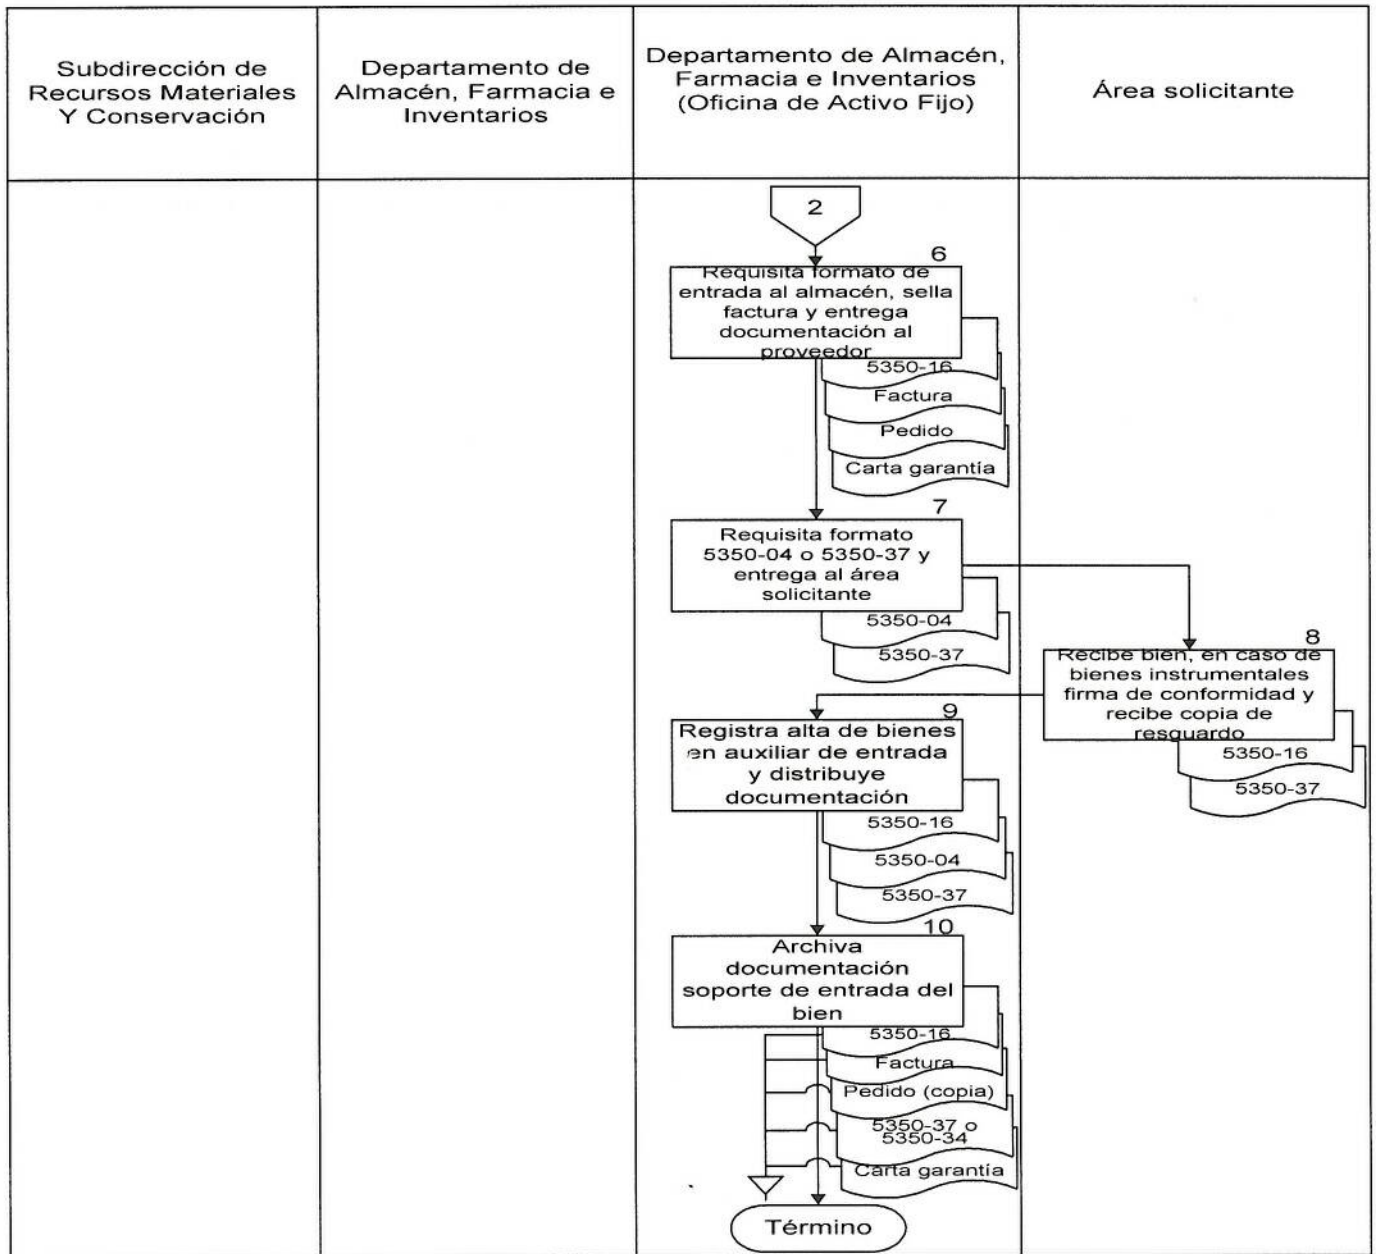 Subdirección de
Recursos Materiales
Y Conservación
Departamento de
Almacén, Farmacia e
Inventarios
Departamento de Almacén,
Farmacia e Inventarios
(Oficina de Activo Fijo)
Área solicitante
2
6
Requisita formato de
entrada al almacén, sella
factura y entrega
documentación al
proveedor
5350-16
Factura
Pedido
Carta garantía
7
Requisita formato
5350-04 o 5350-37 y
entrega al área
solicitante
5350-04
5350-37
8
Recibe bien, en caso de
bienes instrumentales
firma de conformidad y
recibe copia de
resguardo
5350-16
5350-37
9
Registra alta de bienes
en auxiliar de entrada
y distribuye
documentación
5350-16
5350-04
5350-37
10
Archiva
documentación
soporte de entrada del
bien
5350-16
Factura
Pedido (copia)
5350-37 o
5350-34
Carta garantía
Término